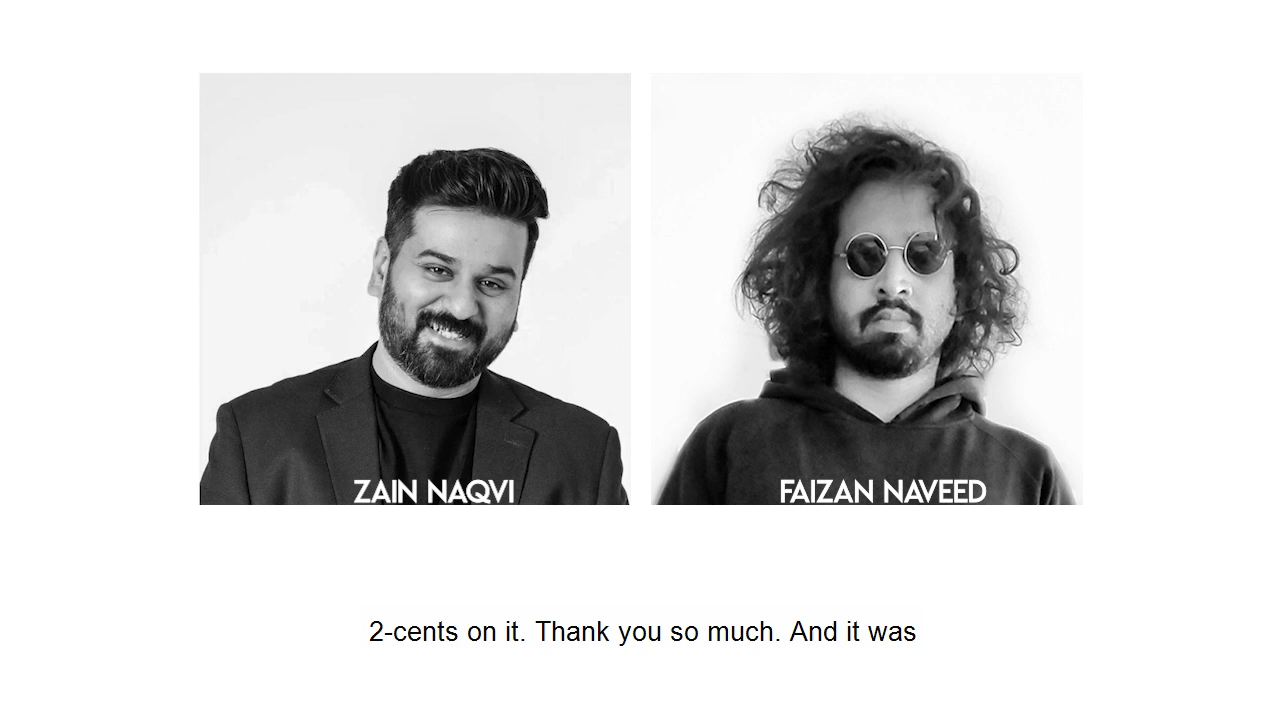 ZAIN NAQVI
FAIZAN NAVEED
2-cents on it. Thank you so much. And it was